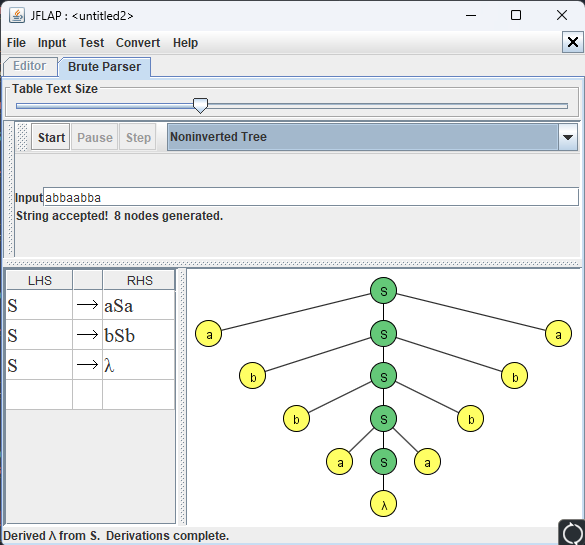 JFLAP : <untitled2>
File Input Test Convert Help
Editor Brute Parser
Table Text Size
Start Pause Step Noninverted Tree
Input abbaabba
String accepted! 8 nodes generated.
LHS RHS
S → aSa
S → bSb
S → λ
S
a S a
b S b
b S b
a S a
S
λ
Derived λ from S. Derivations complete.